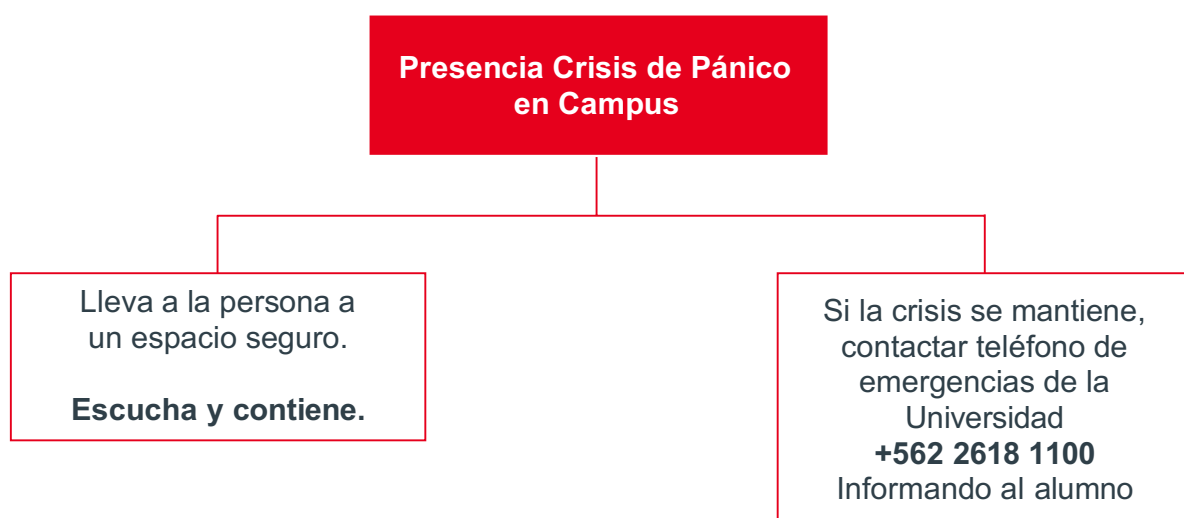 Presencia Crisis de Pánico
en Campus
Lleva a la persona a
un espacio seguro.
Escucha y contiene.
Si la crisis se mantiene,
contactar teléfono de
emergencias de la
Universidad
+562 2618 1100
Informando al alumno